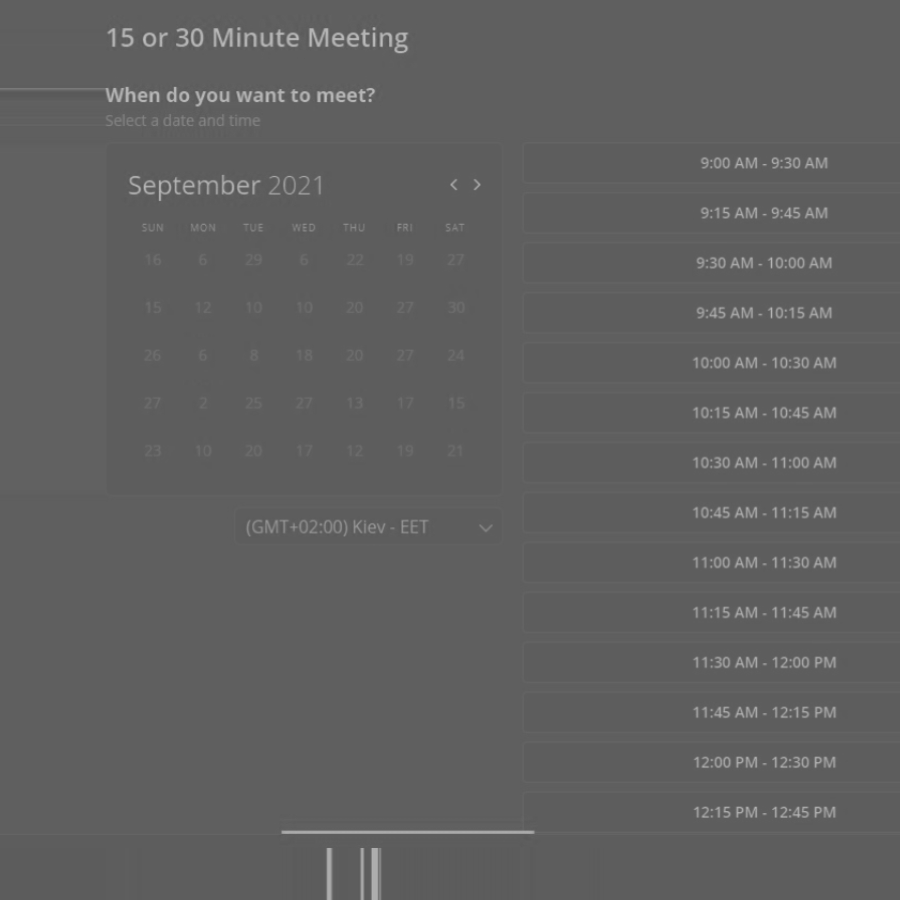 15 or 30 Minute Meeting
When do you want to meet?
Select a date and time
September 2021
SUN MON TUE WED THU FRI SAT
16 6 29 6 22 19 27
15 12 10 10 20 27 30
26 6 8 18 20 27 24
27 2 25 27 13 17 15
23 10 20 17 12 19 21
(GMT+02:00) Kiev - EET
9:00 AM - 9:30 AM
9:15 AM - 9:45 AM
9:30 AM - 10:00 AM
9:45 AM - 10:15 AM
10:00 AM - 10:30 AM
10:15 AM - 10:45 AM
10:30 AM - 11:00 AM
10:45 AM - 11:15 AM
11:00 AM - 11:30 AM
11:15 AM - 11:45 AM
11:30 AM - 12:00 PM
11:45 AM - 12:15 PM
12:00 PM - 12:30 PM
12:15 PM - 12:45 PM